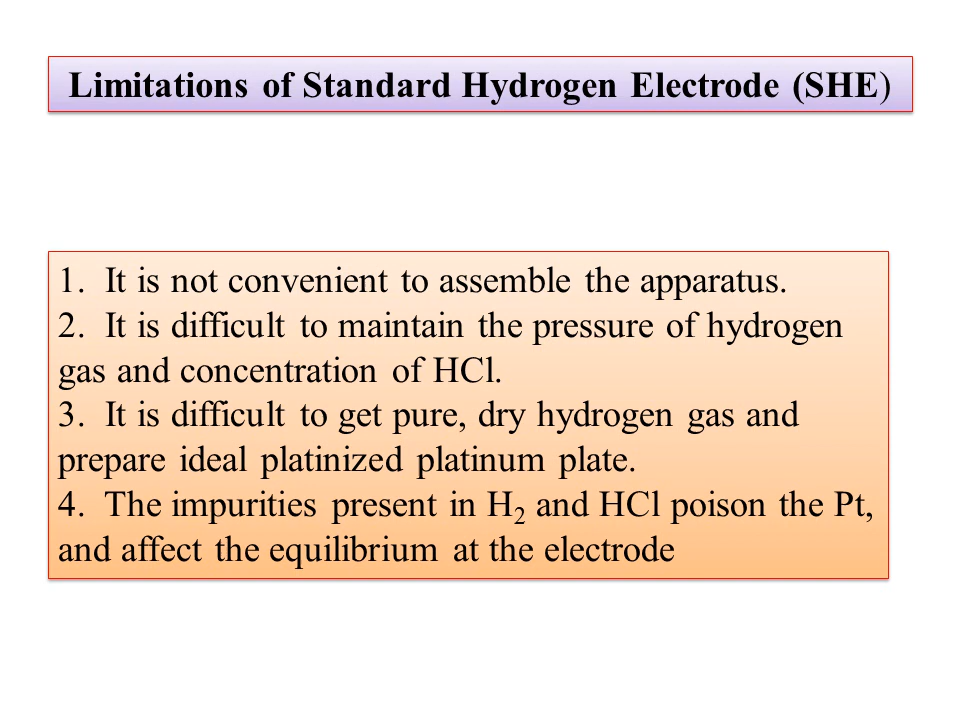 Limitations of Standard Hydrogen Electrode (SHE)
1. It is not convenient to assemble the apparatus.
2. It is difficult to maintain the pressure of hydrogen
gas and concentration of HCl.
3. It is difficult to get pure, dry hydrogen gas and
prepare ideal platinized platinum plate.
4. The impurities present in H₂ and HCl poison the Pt,
and affect the equilibrium at the electrode